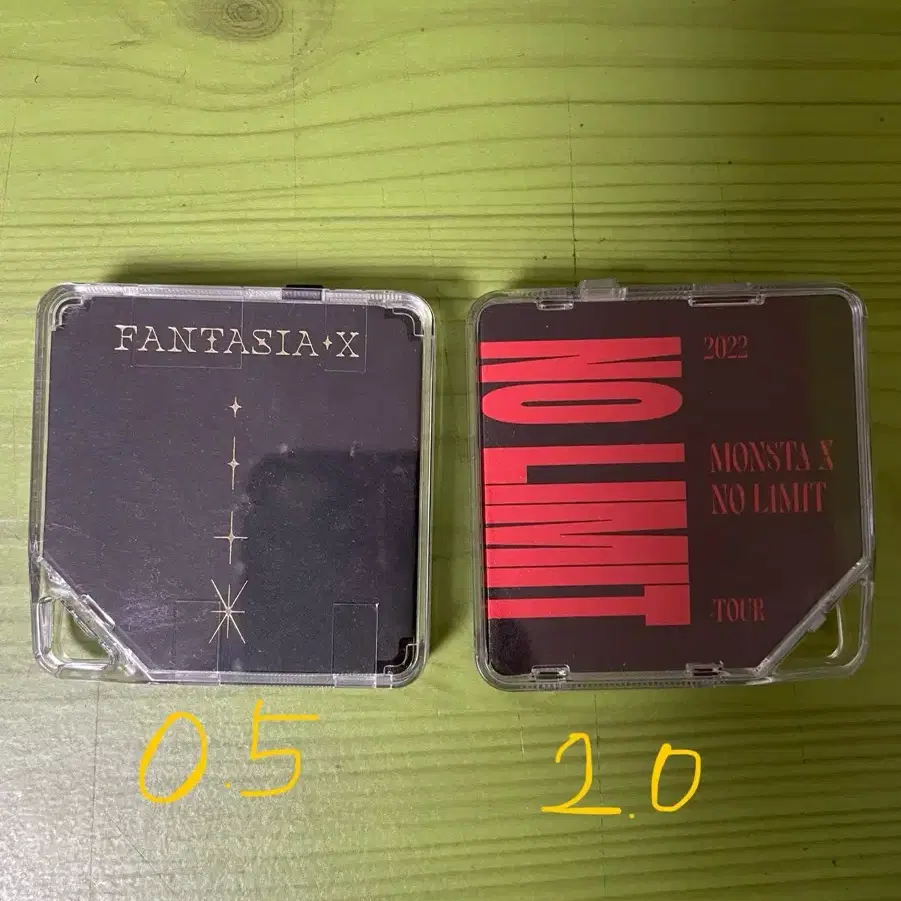 FANTASIA✦X
NO LIMIT
2022
MONSTA X
NO LIMIT
TOUR
0.5
2.0